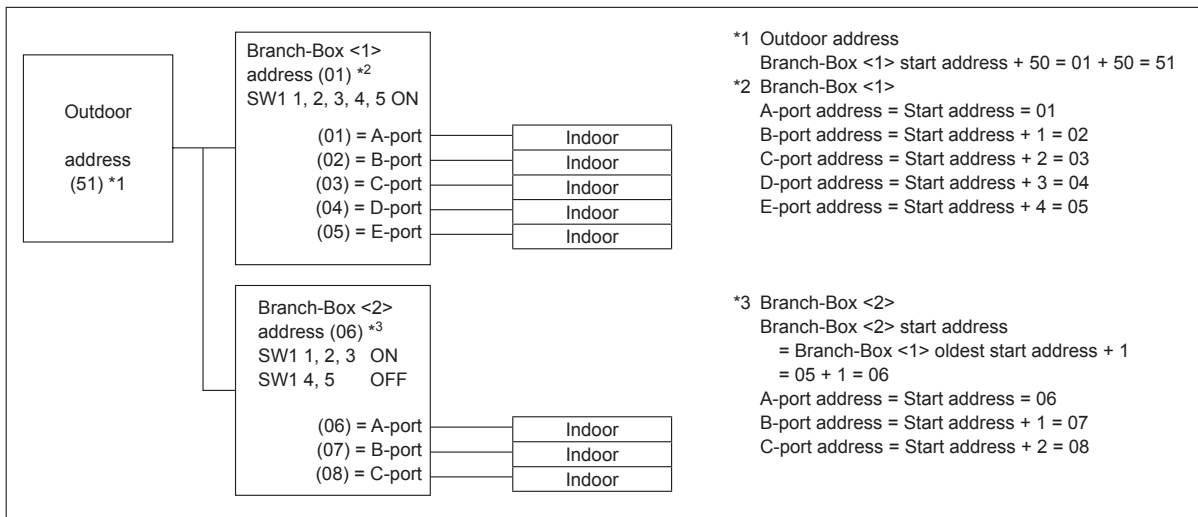 Outdoor
address
(51) *1
Branch-Box <1>
address (01) *2
SW1 1, 2, 3, 4, 5 ON
(01) = A-port
Indoor
(02) = B-port
Indoor
(03) = C-port
Indoor
(04) = D-port
Indoor
(05) = E-port
Indoor
Branch-Box <2>
address (06) *3
SW1 1, 2, 3 ON
SW1 4, 5 OFF
(06) = A-port
Indoor
(07) = B-port
Indoor
(08) = C-port
Indoor
*1 Outdoor address
Branch-Box <1> start address + 50 = 01 + 50 = 51
*2 Branch-Box <1>
A-port address = Start address = 01
B-port address = Start address + 1 = 02
C-port address = Start address + 2 = 03
D-port address = Start address + 3 = 04
E-port address = Start address + 4 = 05
*3 Branch-Box <2>
Branch-Box <2> start address
= Branch-Box <1> oldest start address + 1
= 05 + 1 = 06
A-port address = Start address = 06
B-port address = Start address + 1 = 07
C-port address = Start address + 2 = 08